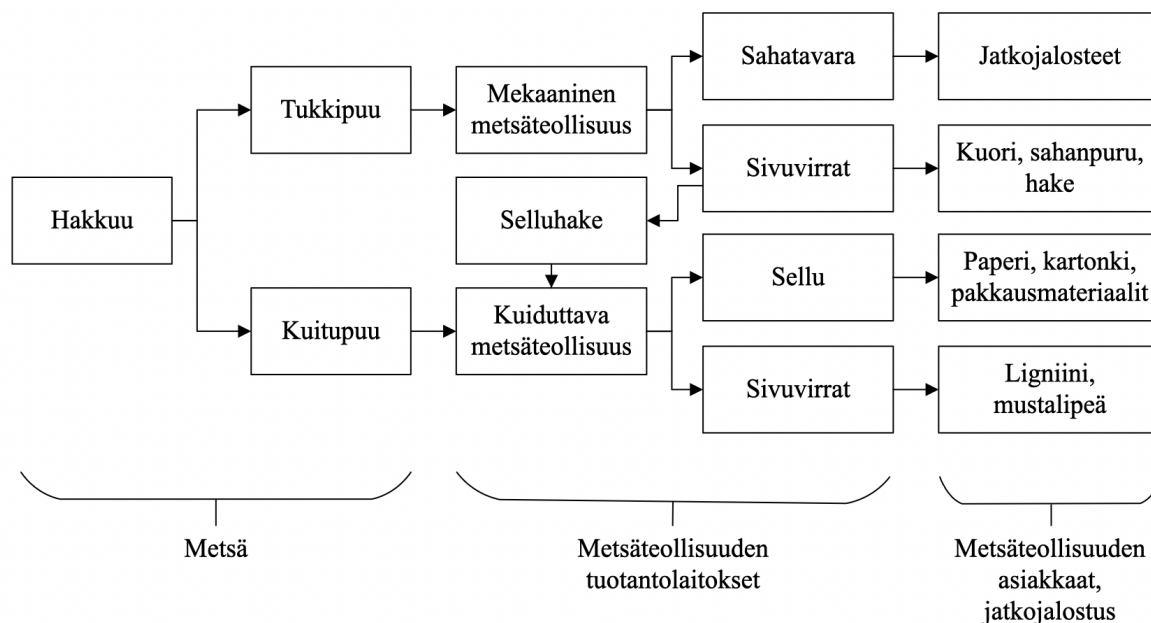 Hakkuu
Tukkipuu
Kuitupuu
Mekaaninen
metsäteollisuus
Selluhake
Kuiduttava
metsäteollisuus
Sahatavara
Sivuvirrat
Sellu
Sivuvirrat
Jatkojalosteet
Kuori, sahanpuru,
hake
Paperi, kartonki,
pakkausmateriaalit
Ligniini,
mustalipeä
Metsä
Metsäteollisuuden
tuotantolaitokset
Metsäteollisuuden
asiakkaat,
jatkojalostus